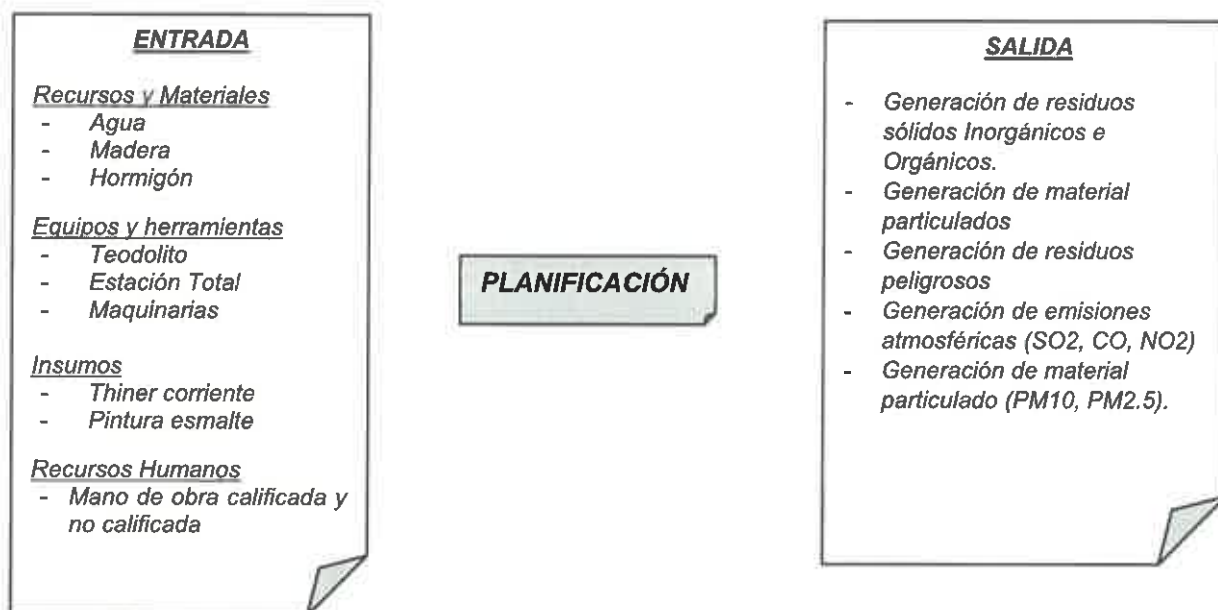 ENTRADA
Recursos y Materiales
- Agua
- Madera
- Hormigón
Equipos y herramientas
- Teodolito
- Estación Total
- Maquinarias
Insumos
- Thiner corriente
- Pintura esmalte
Recursos Humanos
- Mano de obra calificada y
no calificada
PLANIFICACIÓN
SALIDA
- Generación de residuos
sólidos Inorgánicos e
Orgánicos.
- Generación de material
particulados
- Generación de residuos
peligrosos
- Generación de emisiones
atmosféricas (SO2, CO, NO2)
- Generación de material
particulado (PM10, PM2.5).